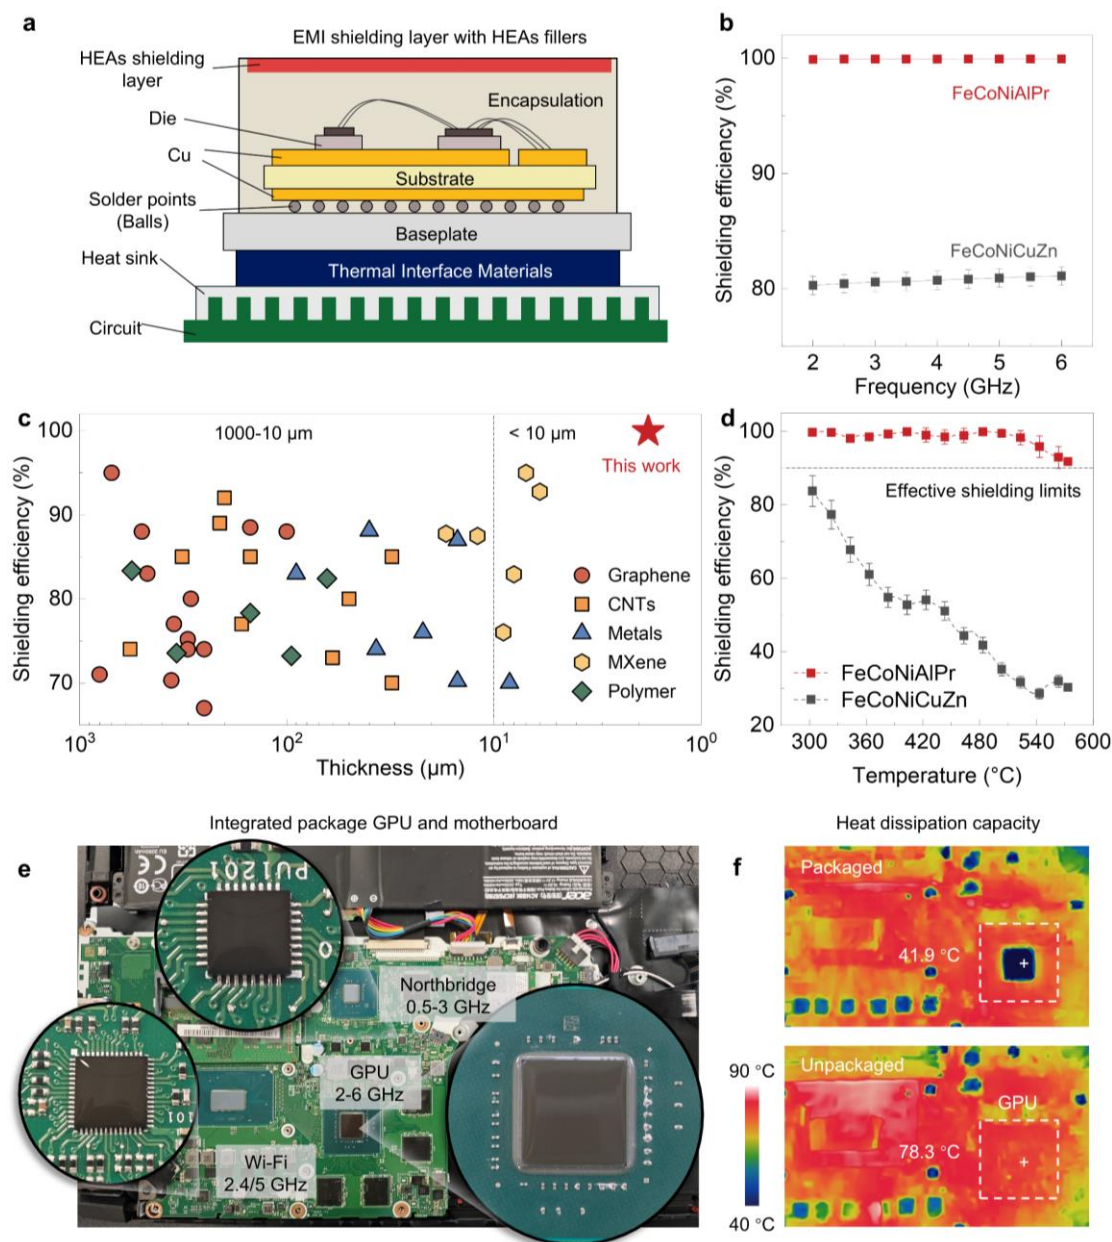 a
EMI shielding layer with HEAs fillers
HEAs shielding
layer
Encapsulation
Die
Cu
Substrate
Solder points
(Balls)
Baseplate
Heat sink
Thermal Interface Materials
Circuit
b
Shielding efficiency (%)
100
90
80
FeCoNiAlPr
FeCoNiCuZn
2
3
4
5
6
Frequency (GHz)
c
Shielding efficiency (%)
100
90
80
70
1000-10 μm
< 10 μm
This work
Graphene
CNTs
Metals
MXene
Polymer
10³
10²
10¹
10⁰
Thickness (μm)
d
Shielding efficiency (%)
100
80
60
40
20
Effective shielding limits
FeCoNiAlPr
FeCoNiCuZn
300
360
420
480
540
600
Temperature (°C)
Integrated package GPU and motherboard
e
PU1201
CE
acer
Northbridge
0.5-3 GHz
GPU
2-6 GHz
Wi-Fi
2.4/5 GHz
101
Heat dissipation capacity
f
Packaged
41.9 °C
Unpackaged
90 °C
GPU
78.3 °C
40 °C